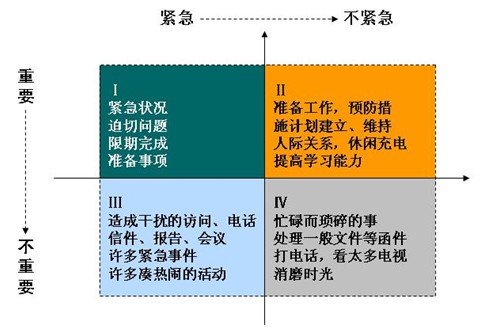 紧急 不紧急
重要
不重要
Ⅰ
紧急状况
迫切问题
限期完成
准备事项
Ⅱ
准备工作，预防措
施计划建立、维持
人际关系，休闲充电
提高学习能力
Ⅲ
造成干扰的访问、电话
信件、报告、会议
许多紧急事件
许多凑热闹的活动
Ⅳ
忙碌而琐碎的事
处理一般文件等函件
打电话，看太多电视
消磨时光